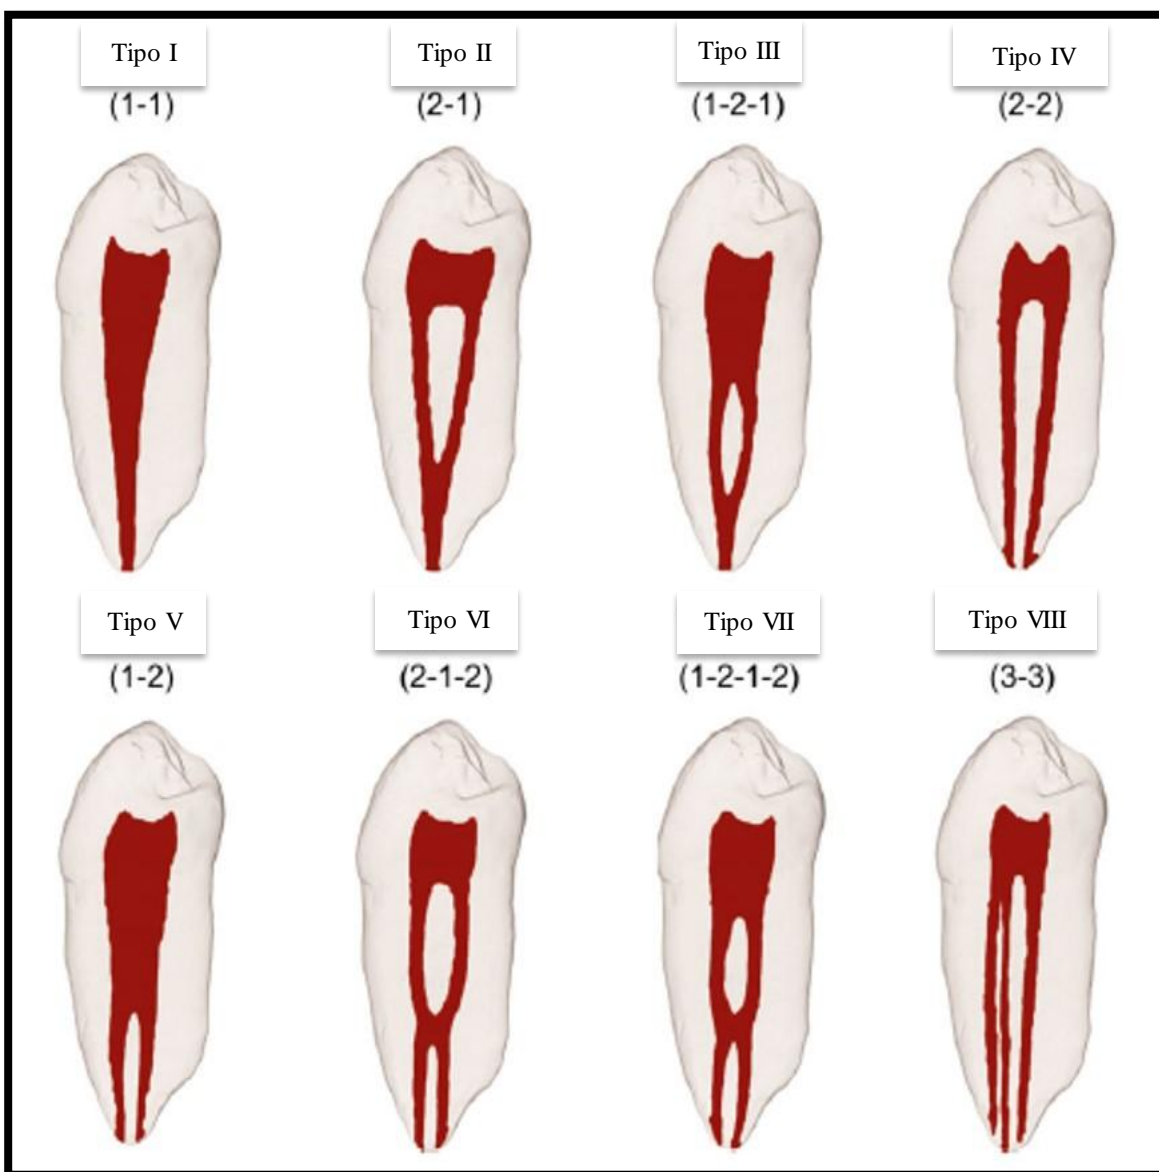 Tipo I
Tipo II
Tipo III
Tipo IV
(1-1)
(2-1)
(1-2-1)
(2-2)
Tipo V
Tipo VI
Tipo VII
Tipo VIII
(1-2)
(2-1-2)
(1-2-1-2)
(3-3)